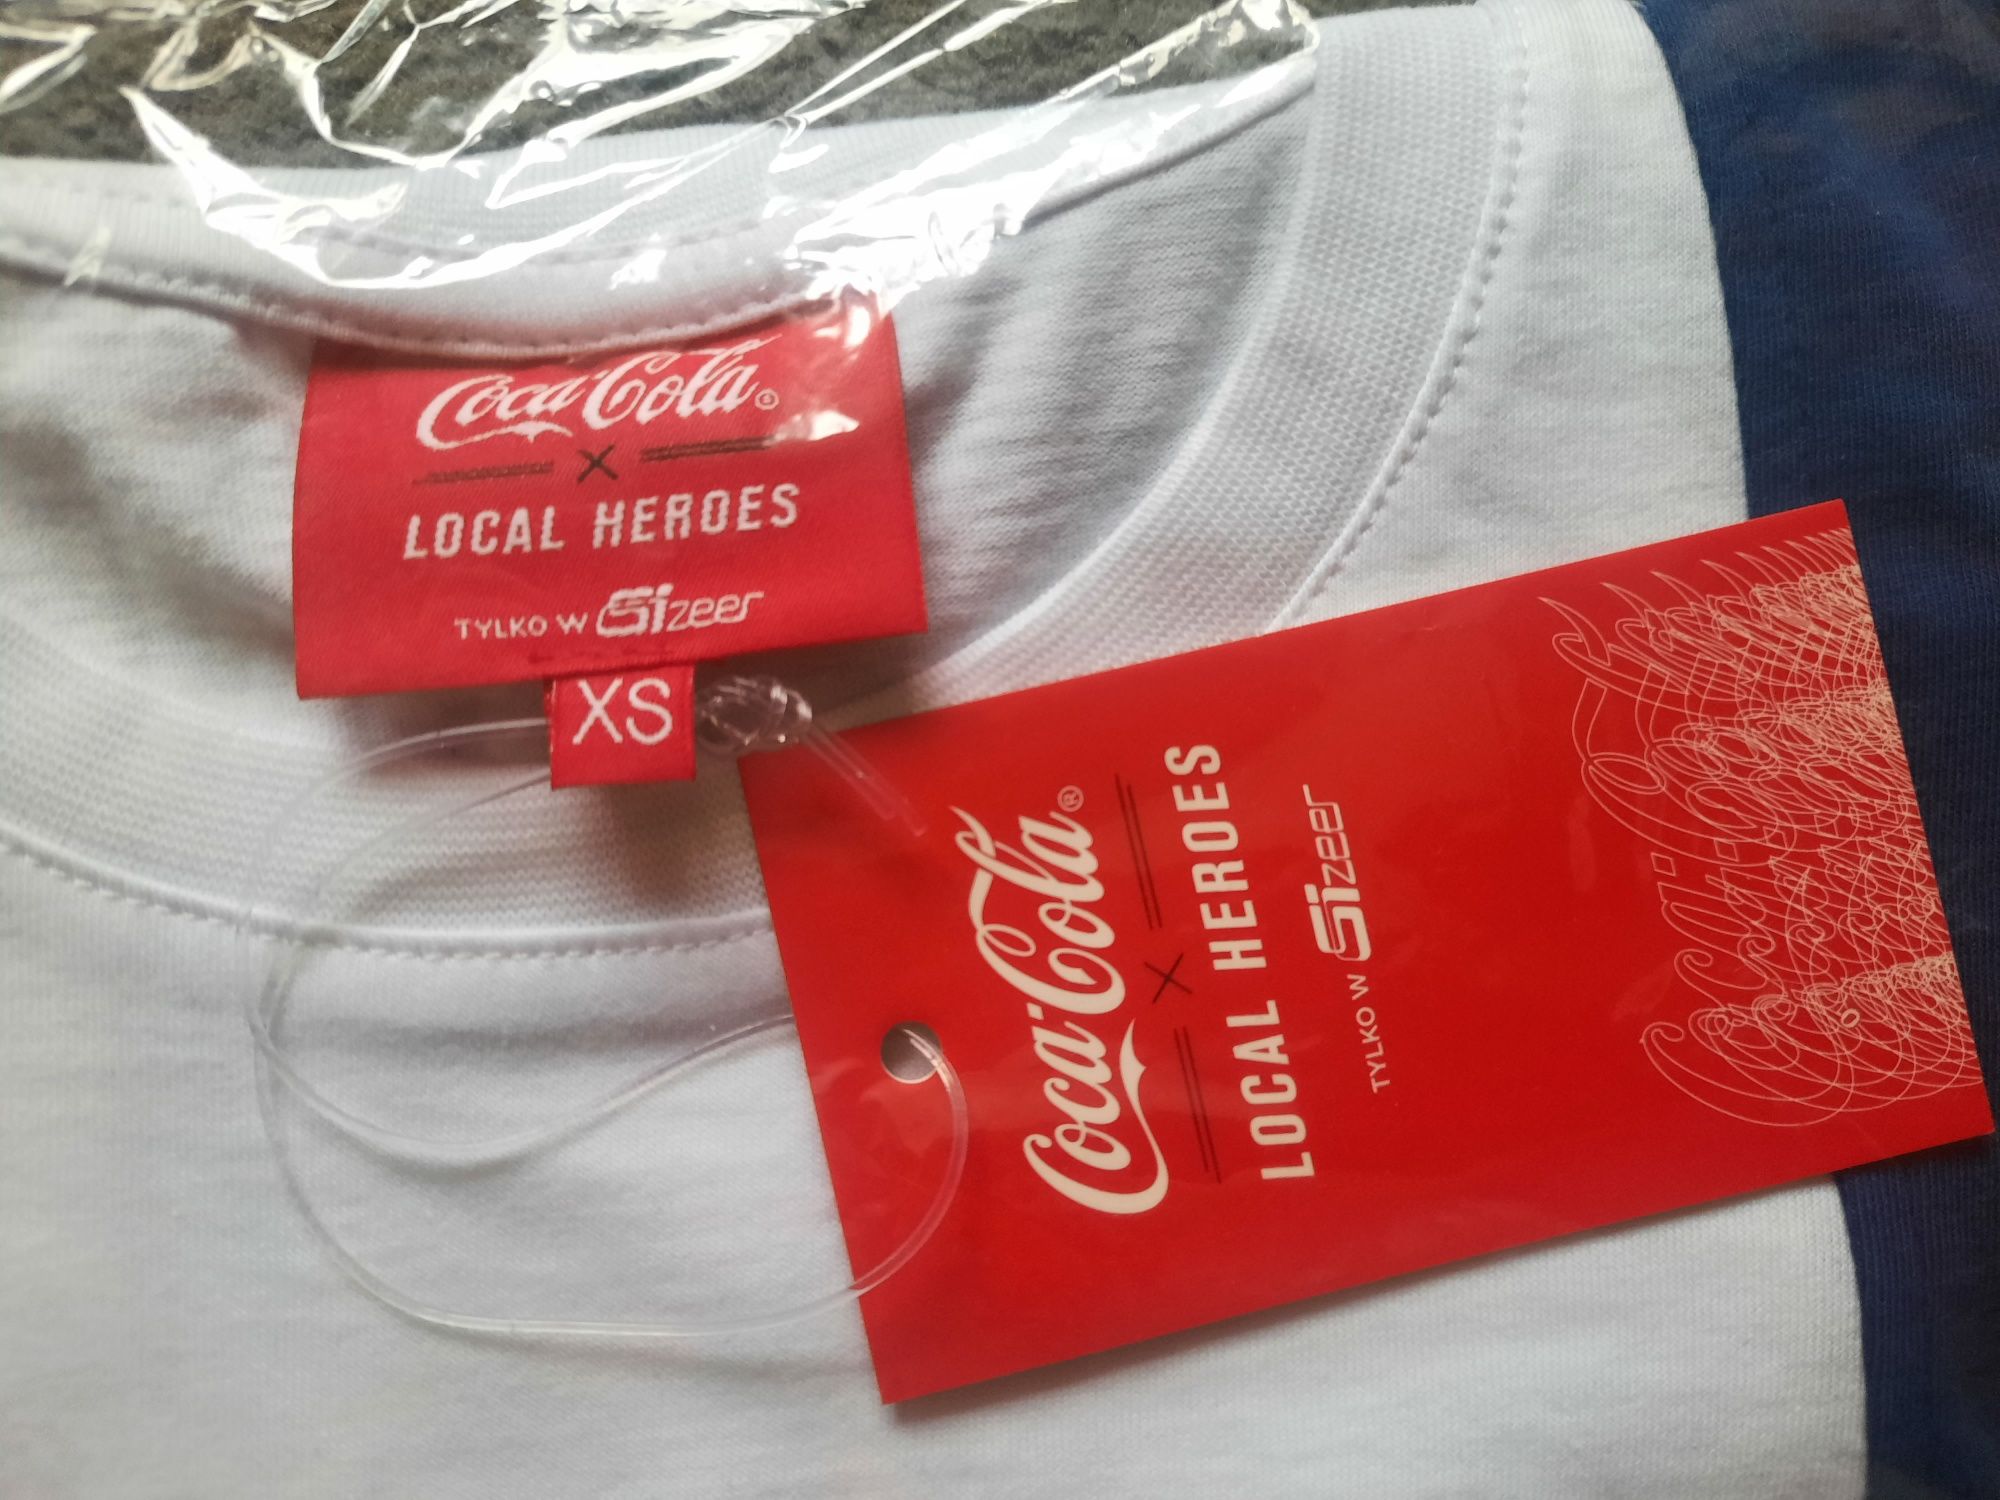 Coca-Cola®
X
LOCAL HEROES
TYLKO W Sizeer
XS
Coca-Cola®
X
LOCAL HEROES
TYLKO W Sizeer